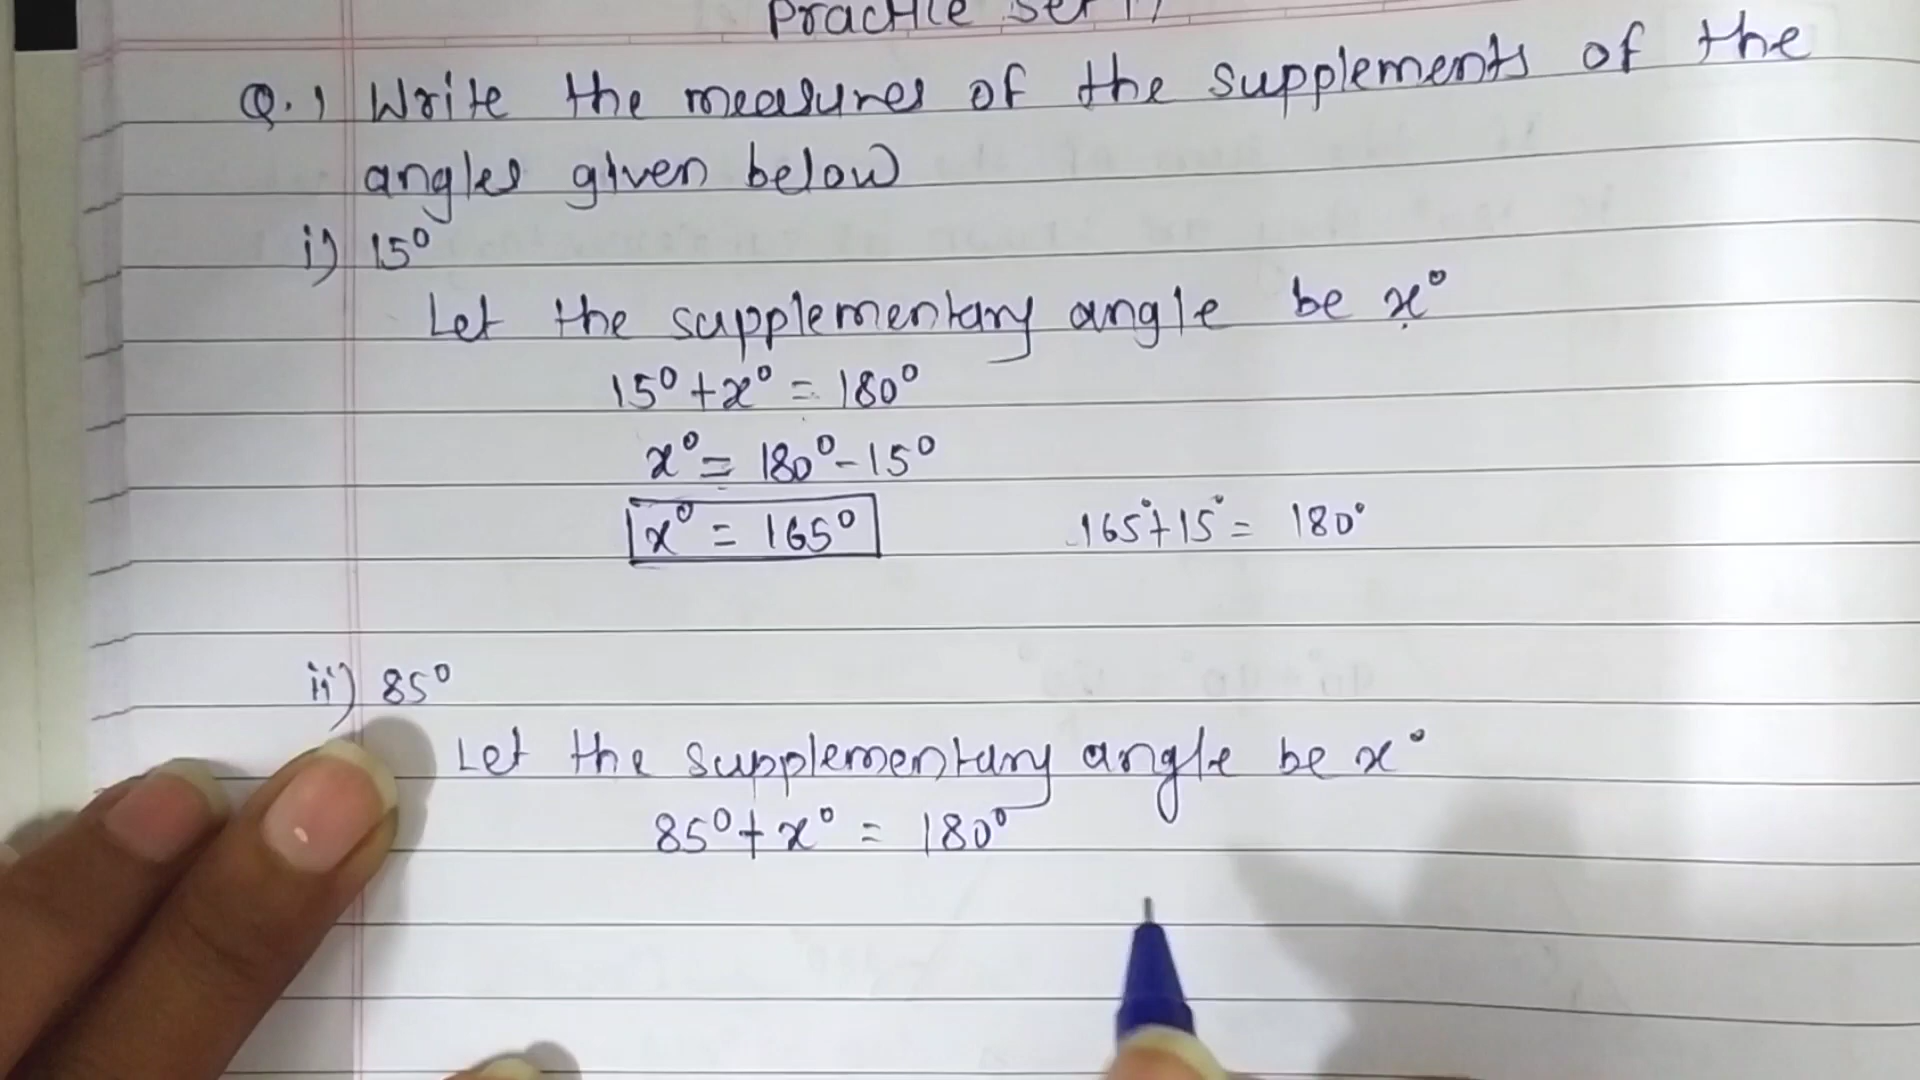 Practice Set 17
Q.1 Write the measures of the supplements of the
angles given below
i) 15°
Let the supplementary angle be x°
15° + x° = 180°
x° = 180° - 15°
x° = 165° 165° + 15° = 180°
ii) 85°
Let the supplementary angle be x°
85° + x° = 180°